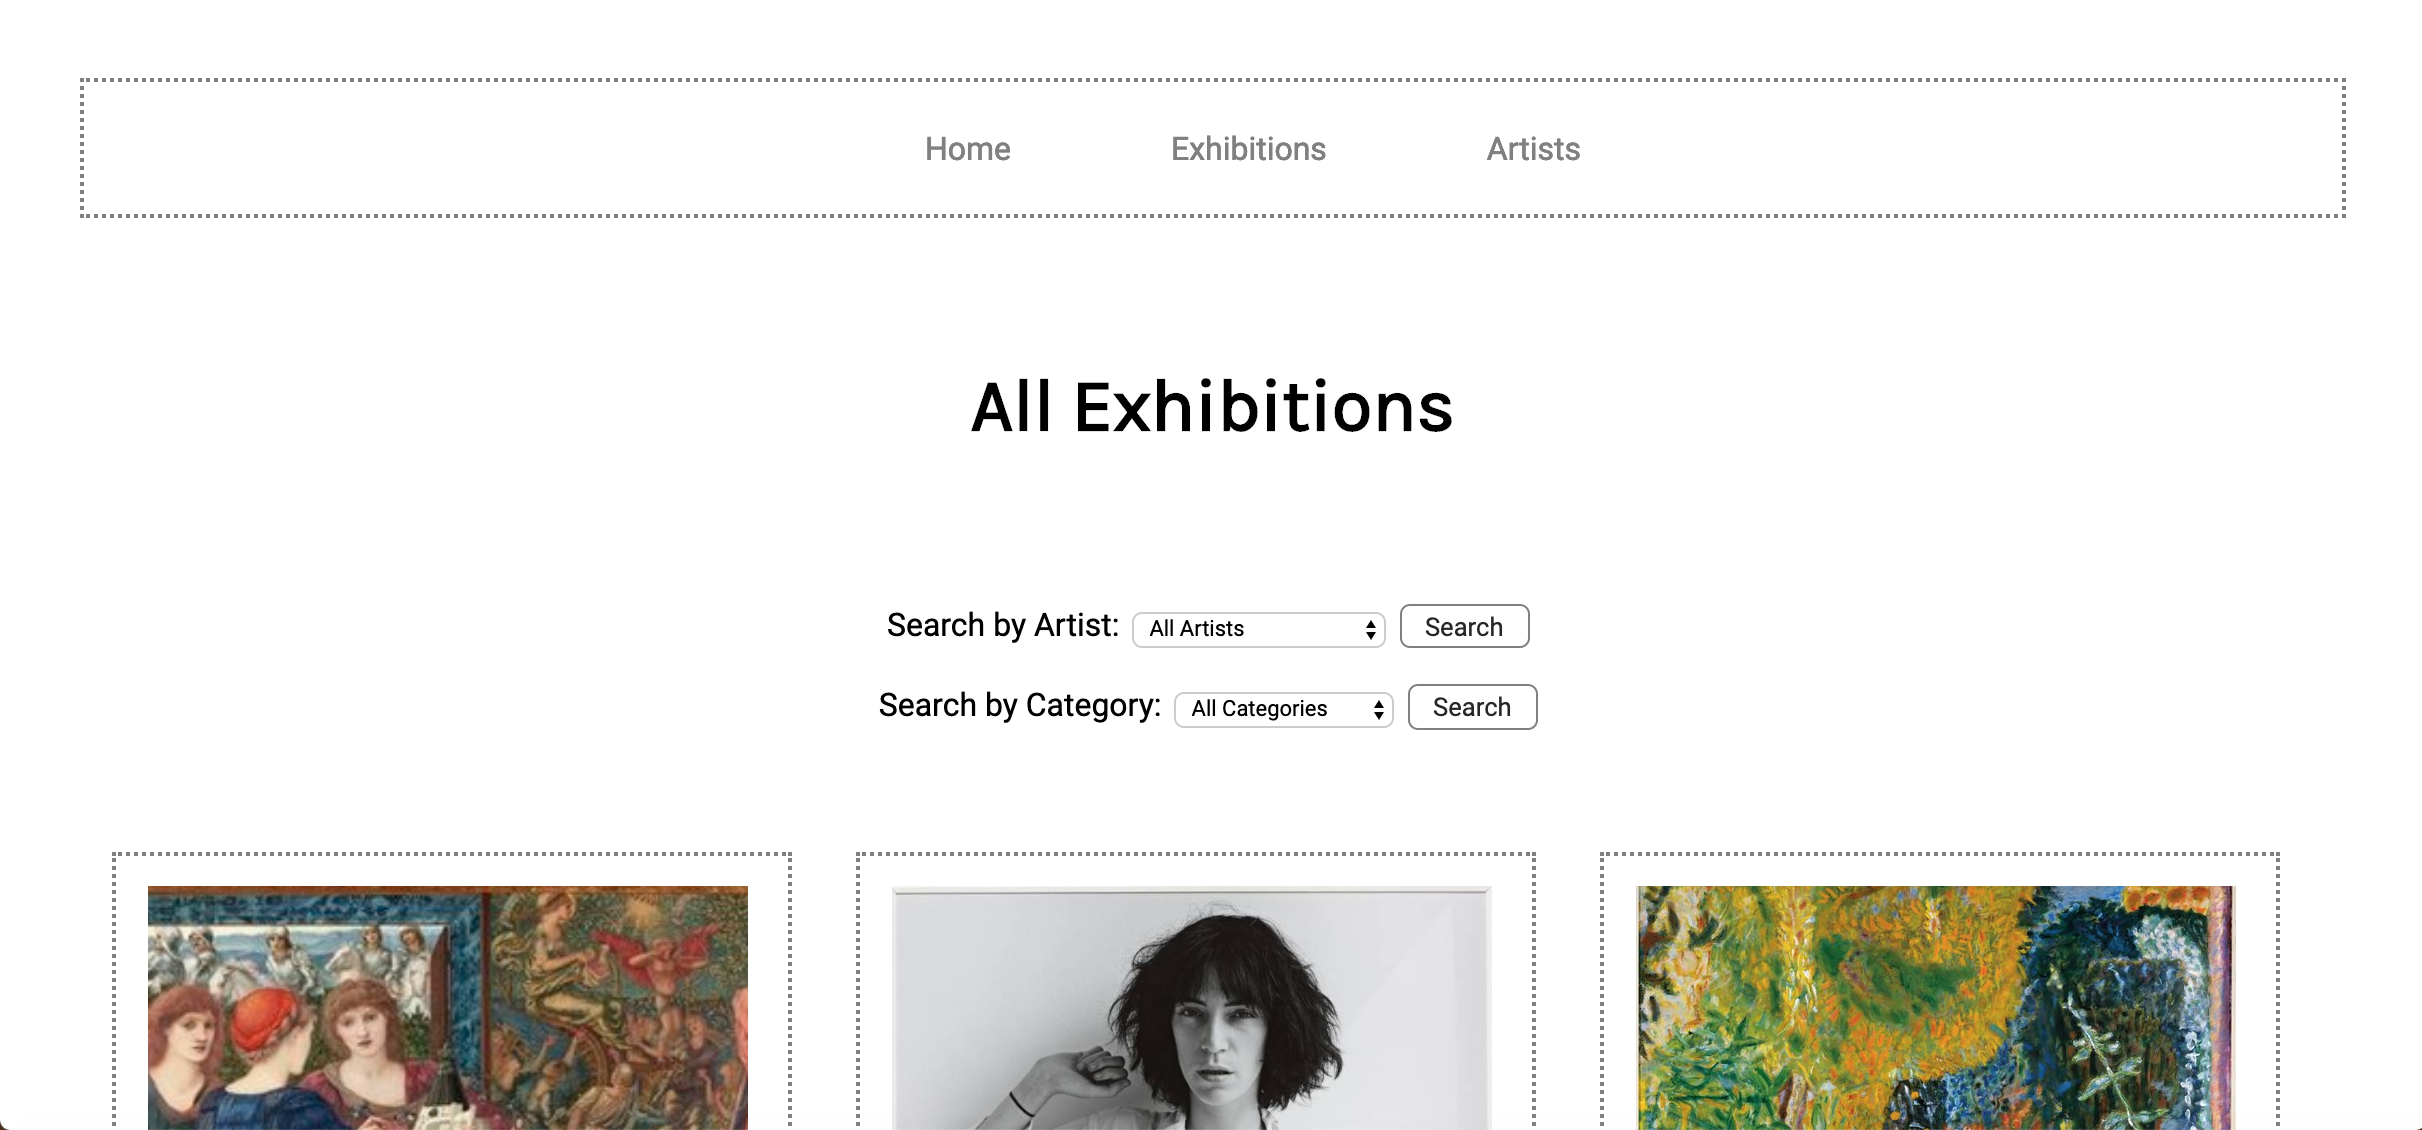 Home Exhibitions Artists
All Exhibitions
Search by Artist: All Artists Search
Search by Category: All Categories Search